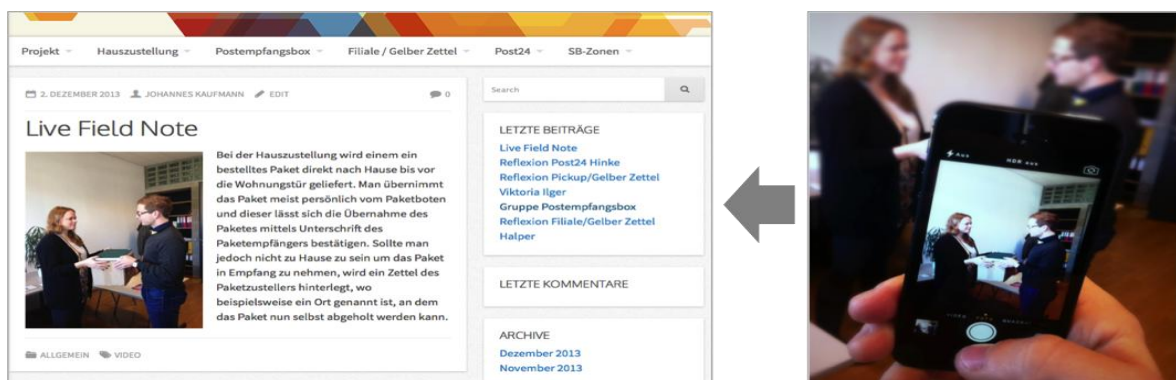 Projekt Hauszustellung Postempfangsbox Filiale / Gelber Zettel Post24 SB-Zonen
2. DEZEMBER 2013 JOHANNES KAUFMANN EDIT 0
Live Field Note
Bei der Hauszustellung wird einem ein
bestelltes Paket direkt nach Hause bis vor
die Wohnungstür geliefert. Man übernimmt
das Paket meist persönlich vom Paketboten
und dieser lässt sich die Übernahme des
Paketes mittels Unterschrift des
Paketempfängers bestätigen. Sollte man
jedoch nicht zu Hause zu sein um das Paket
in Empfang zu nehmen, wird ein Zettel des
Paketzustellers hinterlegt, wo
beispielsweise ein Ort genannt ist, an dem
das Paket nun selbst abgeholt werden kann.
ALLGEMEIN VIDEO
Search
LETZTE BEITRÄGE
Live Field Note
Reflexion Post24 Hinke
Reflexion Pickup/Gelber Zettel
Viktoria Ilger
Gruppe Postempfangsbox
Reflexion Filiale/Gelber Zettel
Halper
LETZTE KOMMENTARE
ARCHIVE
Dezember 2013
November 2013
Aus HDR Aus
VIDEO